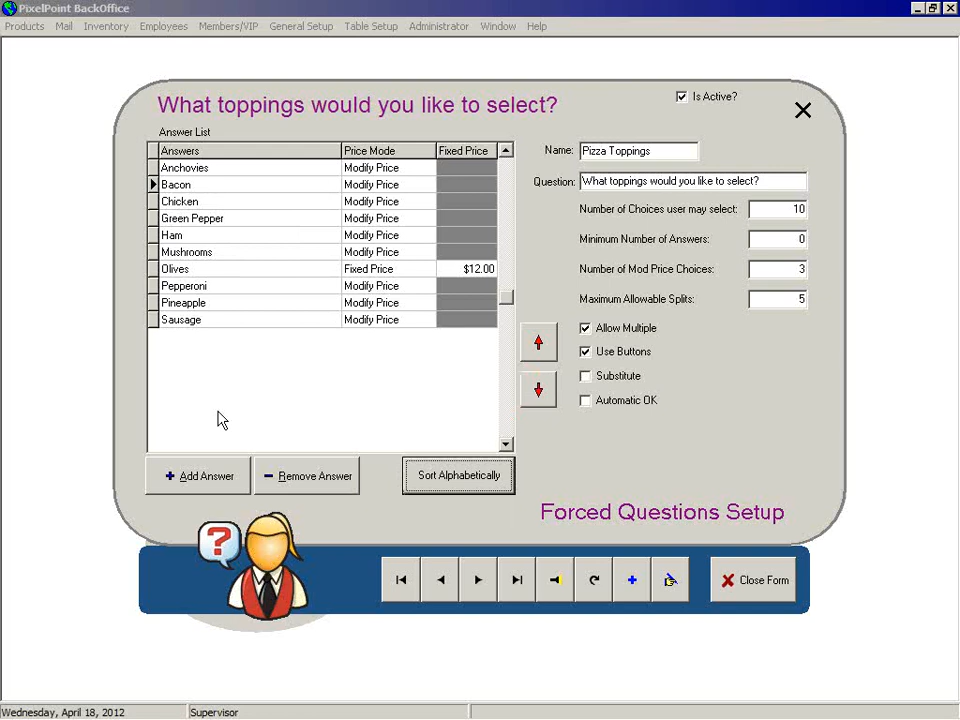 PixelPoint BackOffice
Products Mail Inventory Employees Members/VIP General Setup Table Setup Administrator Window Help
What toppings would you like to select?
Is Active?
Answer List
Answers Price Mode Fixed Price
Anchovies Modify Price
Bacon Modify Price
Chicken Modify Price
Green Pepper Modify Price
Ham Modify Price
Mushrooms Modify Price
Olives Fixed Price $12.00
Pepperoni Modify Price
Pineapple Modify Price
Sausage Modify Price
Name: Pizza Toppings
Question: What toppings would you like to select?
Number of Choices user may select: 10
Minimum Number of Answers: 0
Number of Mod Price Choices: 3
Maximum Allowable Splits: 5
Allow Multiple
Use Buttons
Substitute
Automatic OK
Add Answer Remove Answer Sort Alphabetically
Forced Questions Setup
?
Close Form
Wednesday, April 18, 2012 Supervisor